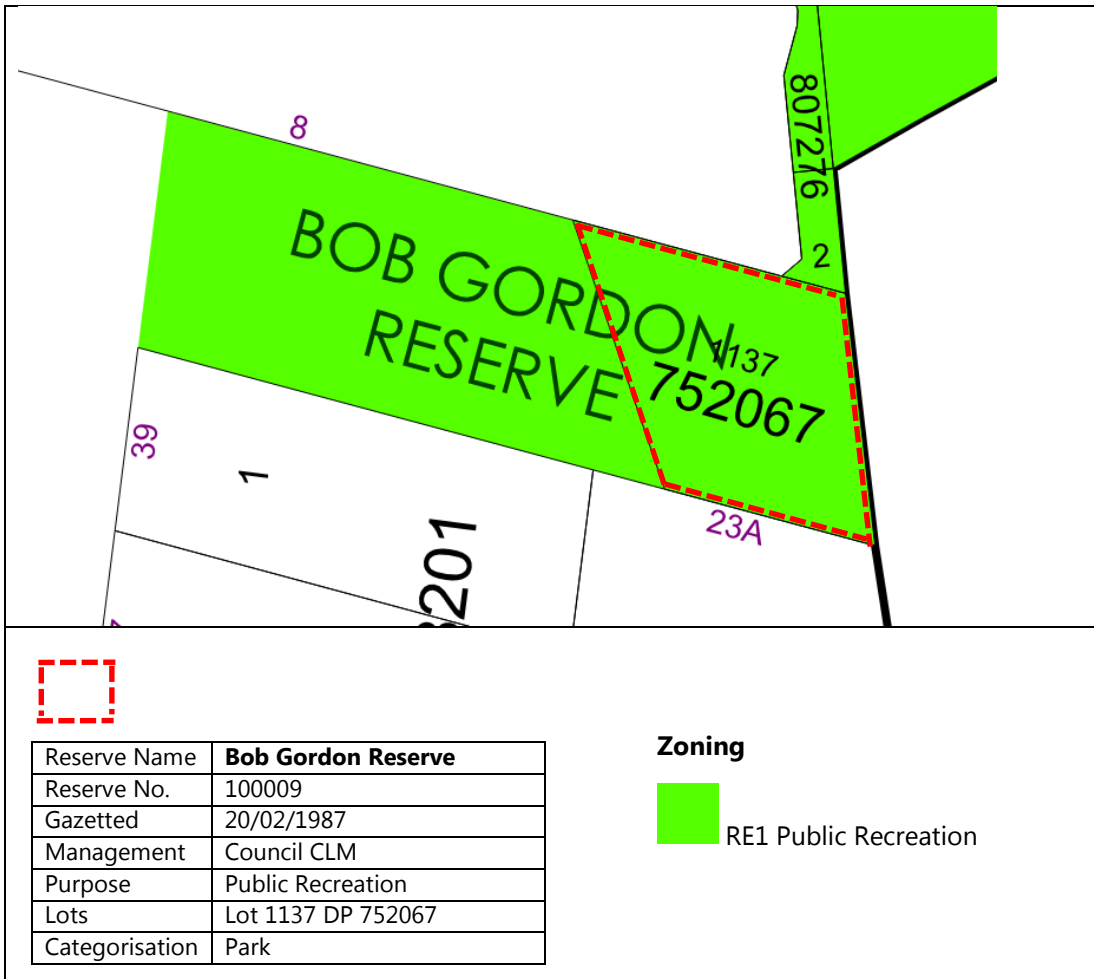 8
807276
2
BOB GORDON
RESERVE
1137
752067
39
1
23A
Reserve Name Bob Gordon Reserve
Reserve No. 100009
Gazetted 20/02/1987
Management Council CLM
Purpose Public Recreation
Lots Lot 1137 DP 752067
Categorisation Park
Zoning
RE1 Public Recreation